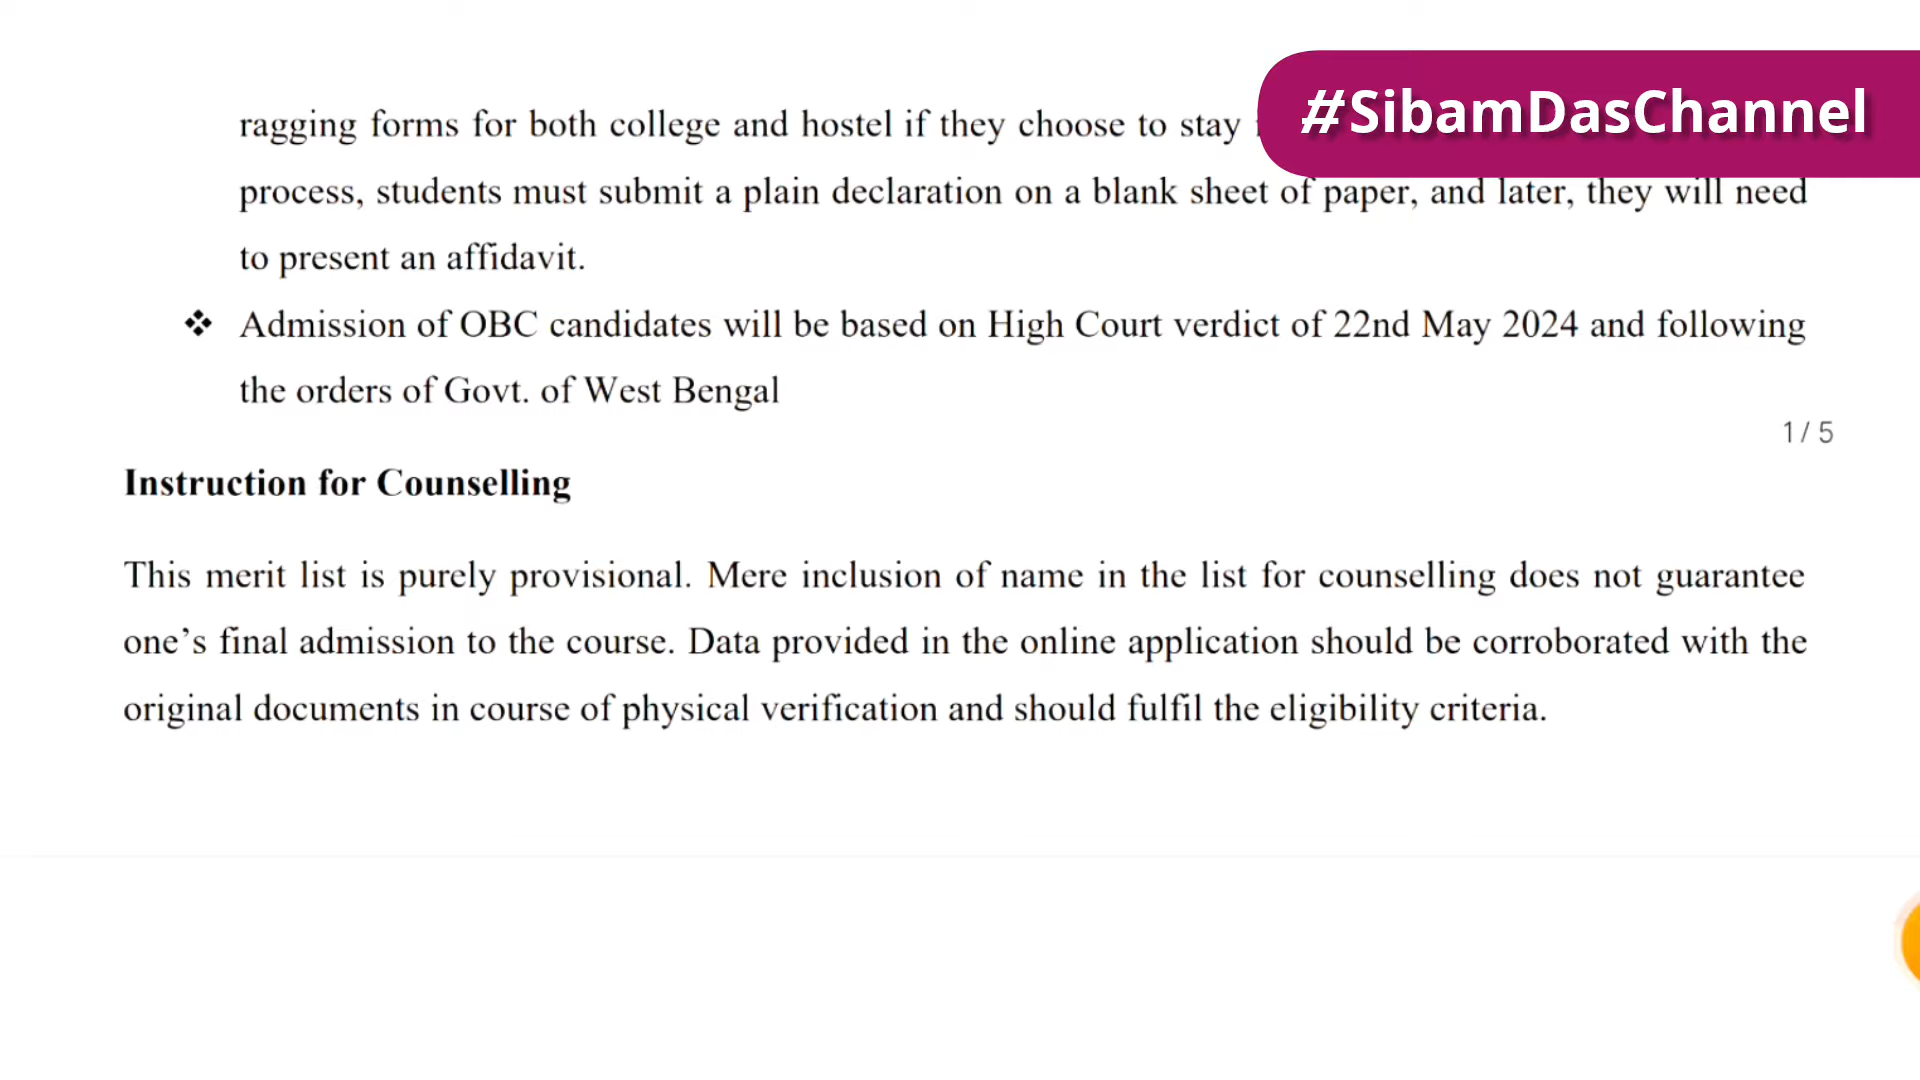 #SibamDasChannel
ragging forms for both college and hostel if they choose to stay
process, students must submit a plain declaration on a blank sheet of paper, and later, they will need
to present an affidavit.
❖ Admission of OBC candidates will be based on High Court verdict of 22nd May 2024 and following
the orders of Govt. of West Bengal
1 / 5
Instruction for Counselling
This merit list is purely provisional. Mere inclusion of name in the list for counselling does not guarantee
one’s final admission to the course. Data provided in the online application should be corroborated with the
original documents in course of physical verification and should fulfil the eligibility criteria.